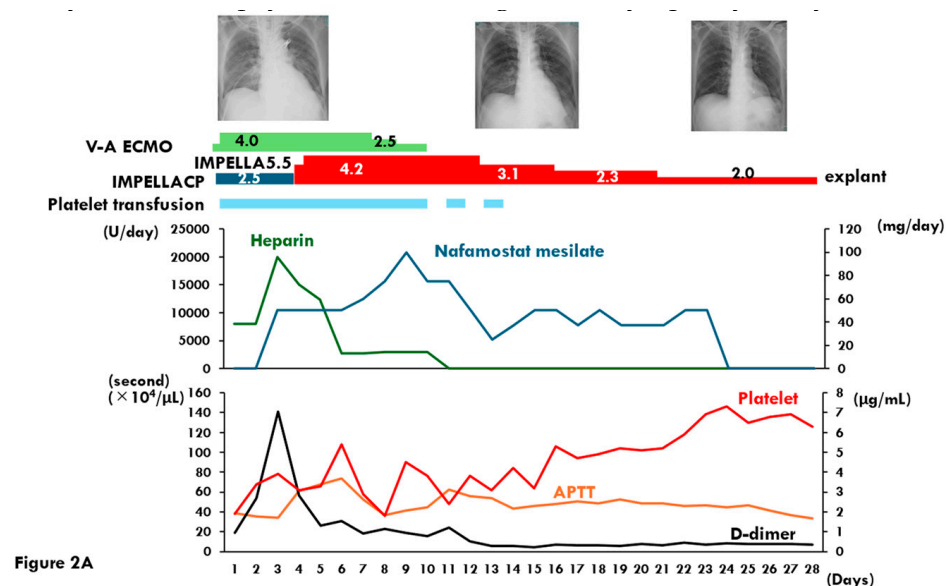 4.0
2.5
V-A ECMO
IMPELLA5.5
4.2
IMPELLACP
2.5
3.1
2.3
2.0
explant
Platelet transfusion
(U/day)
(mg/day)
25000
20000
15000
10000
5000
0
Heparin
Nafamostat mesilate
120
100
80
60
40
20
0
(second)
(×10⁴/μL)
(μg/mL)
160
140
120
100
80
60
40
20
0
Platelet
APTT
D-dimer
8
7
6
5
4
3
2
1
0
1 2 3 4 5 6 7 8 9 10 11 12 13 14 15 16 17 18 19 20 21 22 23 24 25 26 27 28
(Days)
Figure 2A